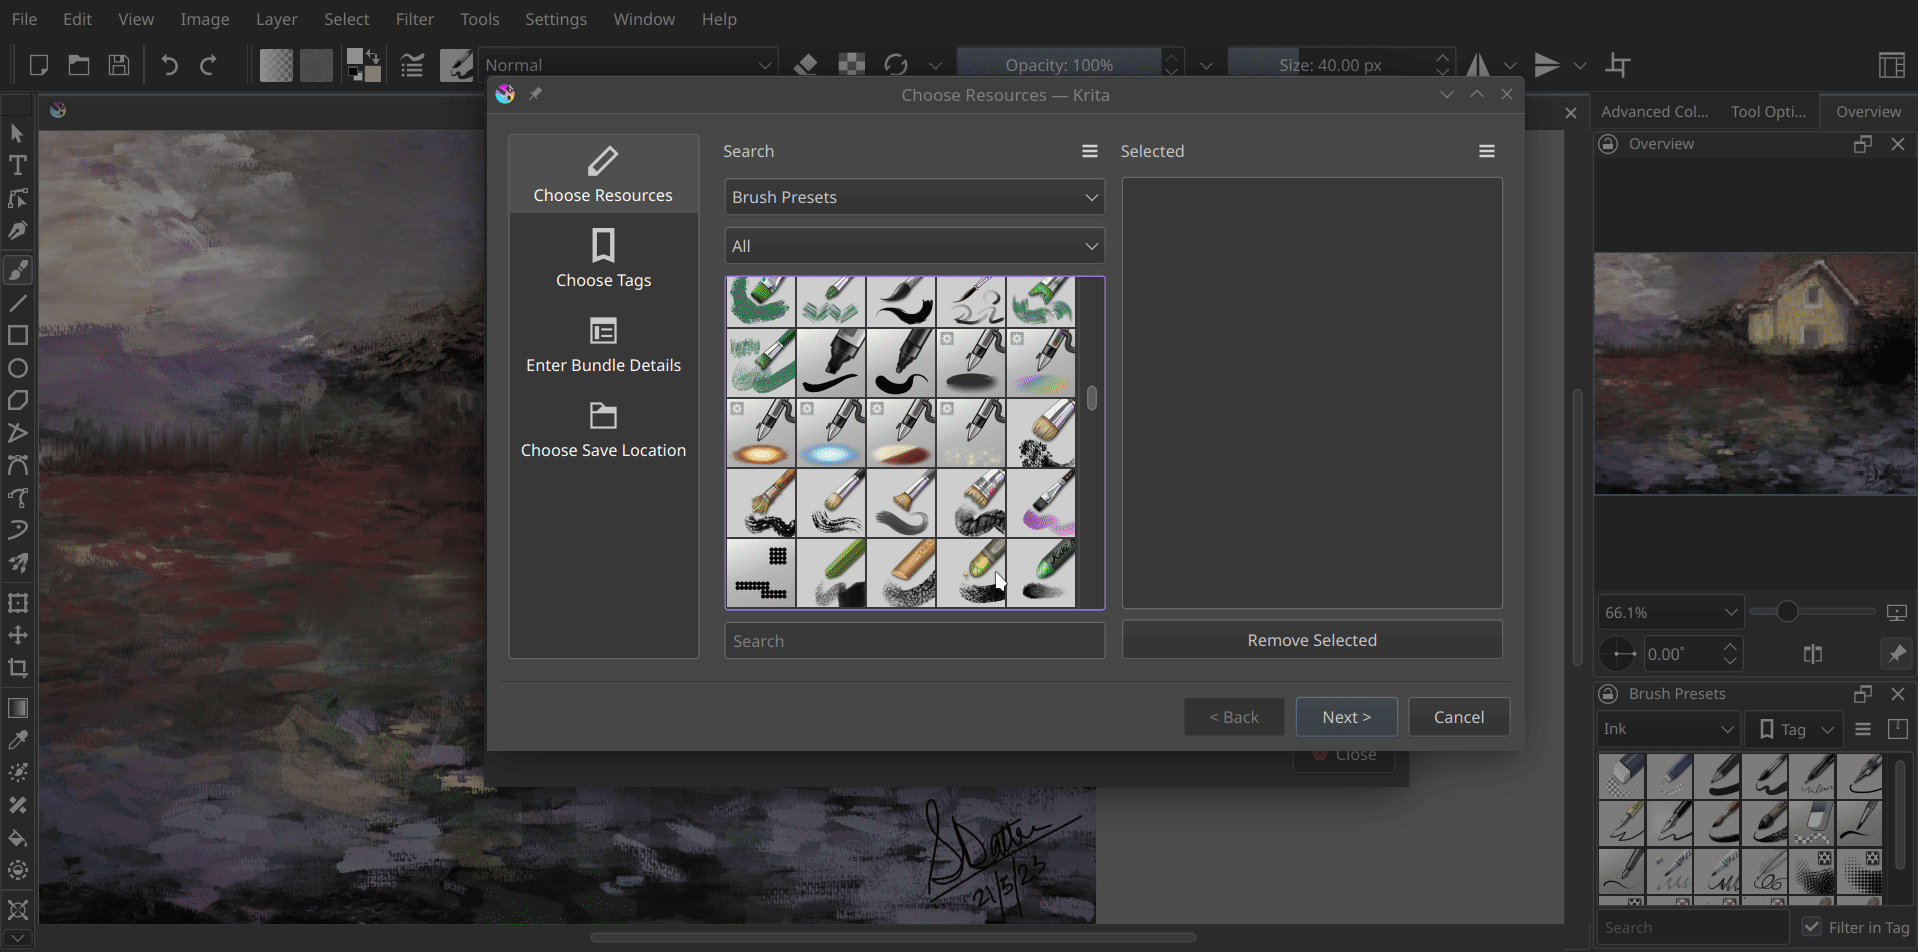 File Edit View Image Layer Select Filter Tools Settings Window Help
Normal
Opacity: 100%
Size: 40.00 px
Choose Resources — Krita
Advanced Col... Tool Opti... Overview
Overview
Choose Resources
Choose Tags
Enter Bundle Details
Choose Save Location
Search
Brush Presets
All
Search
Selected
Remove Selected
< Back Next > Cancel
Close
66.1%
0.00°
Brush Presets
Ink
Tag
Search
Filter in Tag
21/5/23